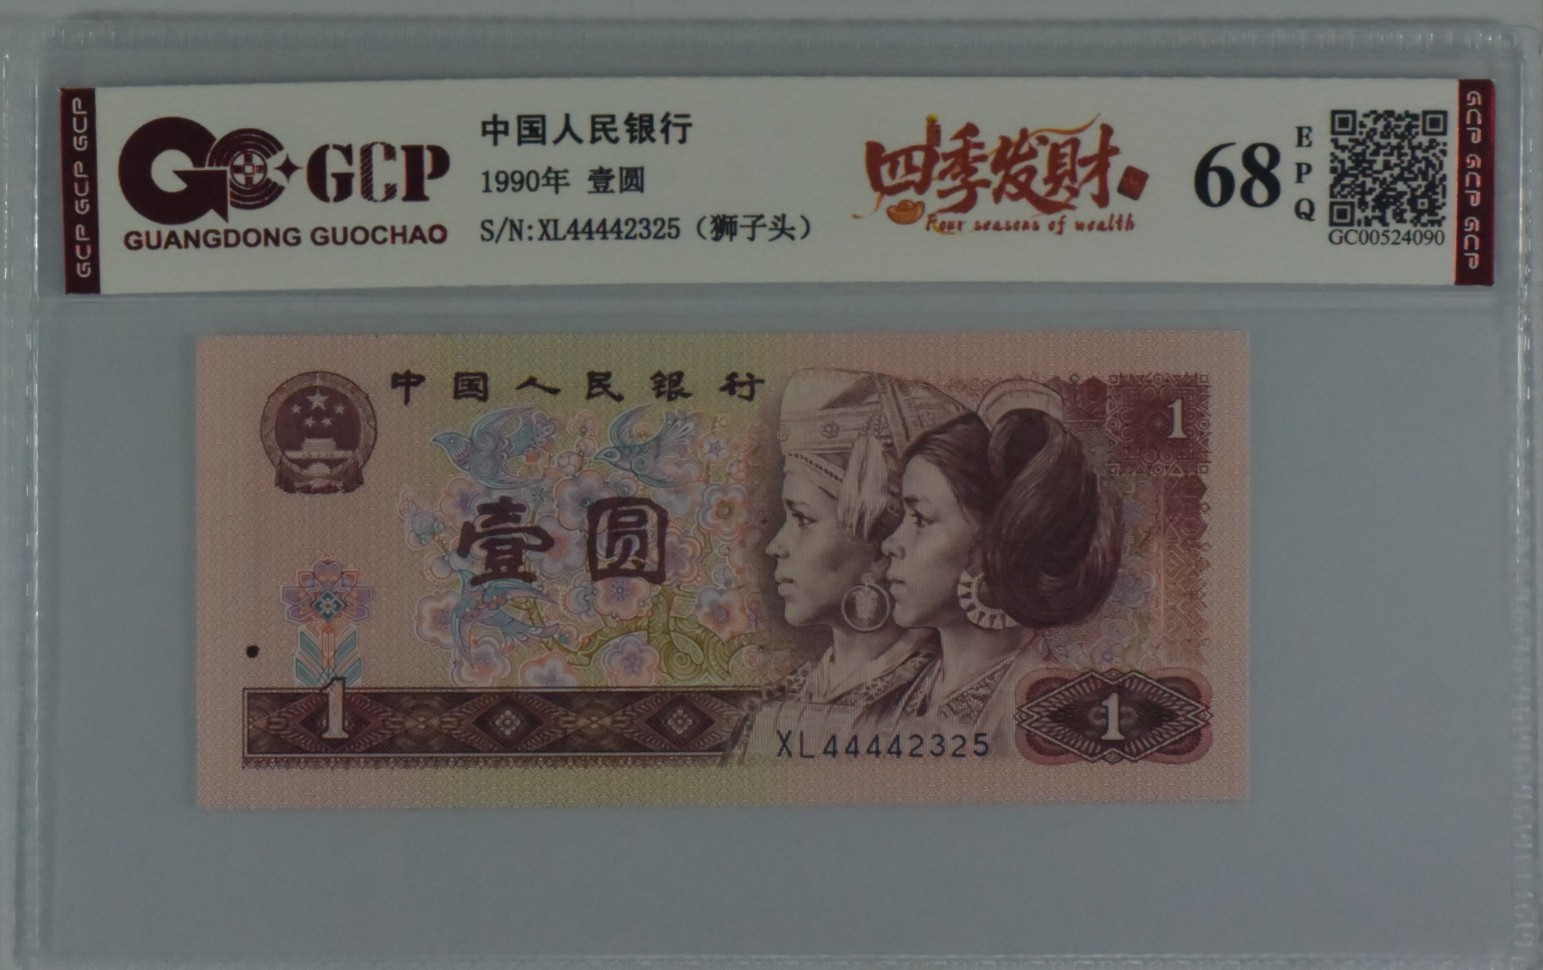 GCP GCP GCP
GCP
GUANGDONG GUOCHAO
中国人民银行
1990年 壹圆
S/N:XL44442325（狮子头）
四季发财
Four seasons of wealth
68
EPQ
GC00524090
GCP GCP GCP
中国人民银行
1
壹圆
1
XL44442325
1